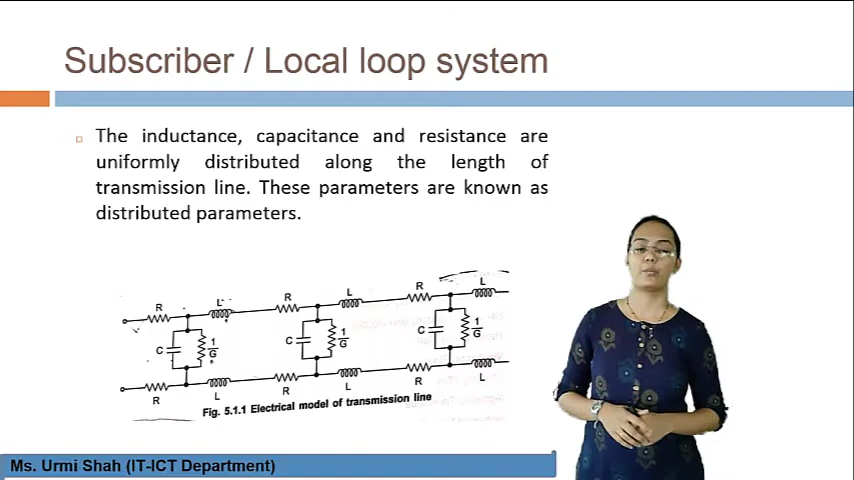 Subscriber / Local loop system
The inductance, capacitance and resistance are
uniformly distributed along the length of
transmission line. These parameters are known as
distributed parameters.
R L R L R L
C 1/G C 1/G C 1/G
R L R L R L
Fig. 5.1.1 Electrical model of transmission line
Ms. Urmi Shah (IT-ICT Department)